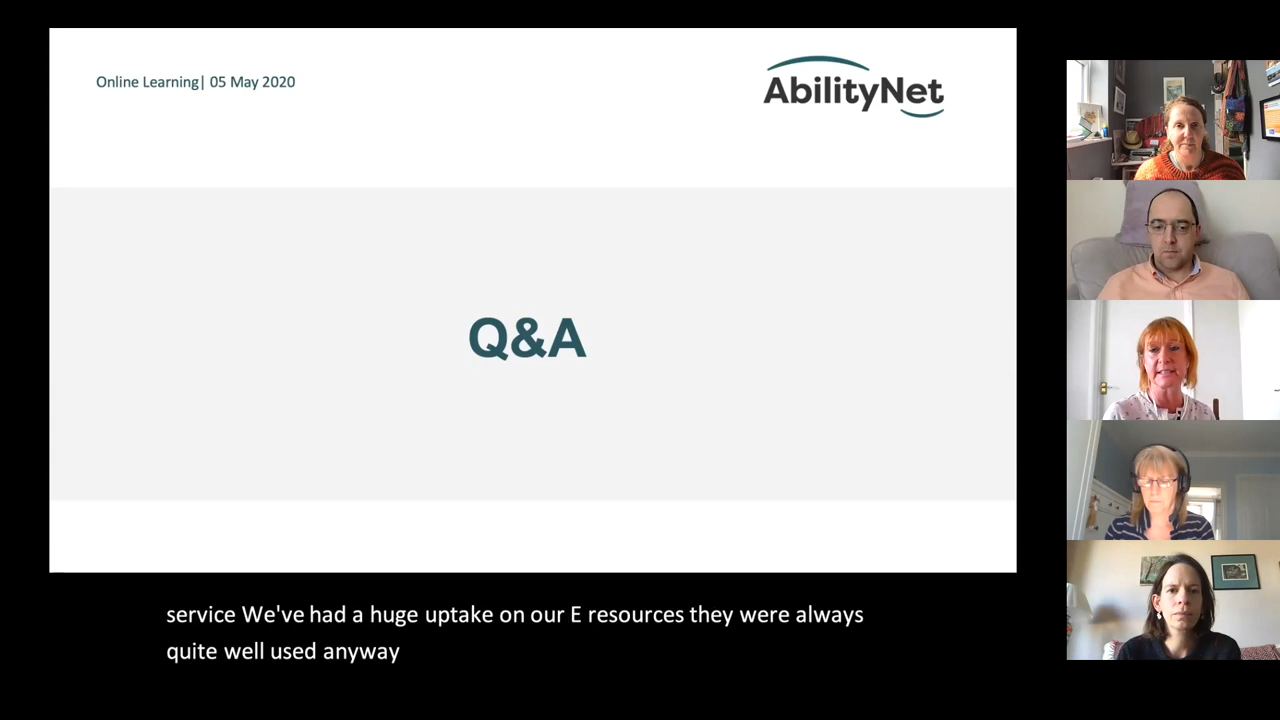 Online Learning| 05 May 2020
AbilityNet
Q&A
service We've had a huge uptake on our E resources they were always
quite well used anyway